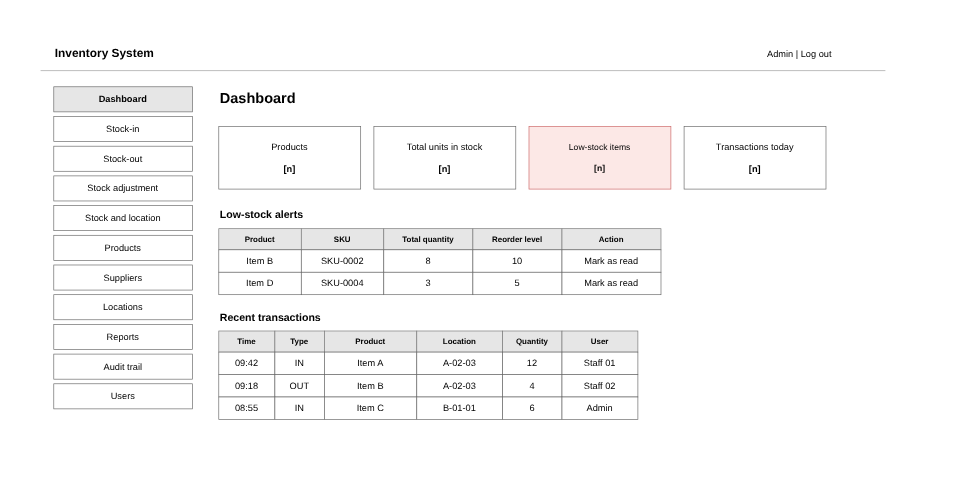 Inventory System
Admin | Log out
Dashboard
Stock-in
Stock-out
Stock adjustment
Stock and location
Products
Suppliers
Locations
Reports
Audit trail
Users
Dashboard
Products
[n]
Total units in stock
[n]
Low-stock items
[n]
Transactions today
[n]
Low-stock alerts
Product SKU Total quantity Reorder level Action
Item B SKU-0002 8 10 Mark as read
Item D SKU-0004 3 5 Mark as read
Recent transactions
Time Type Product Location Quantity User
09:42 IN Item A A-02-03 12 Staff 01
09:18 OUT Item B A-02-03 4 Staff 02
08:55 IN Item C B-01-01 6 Admin